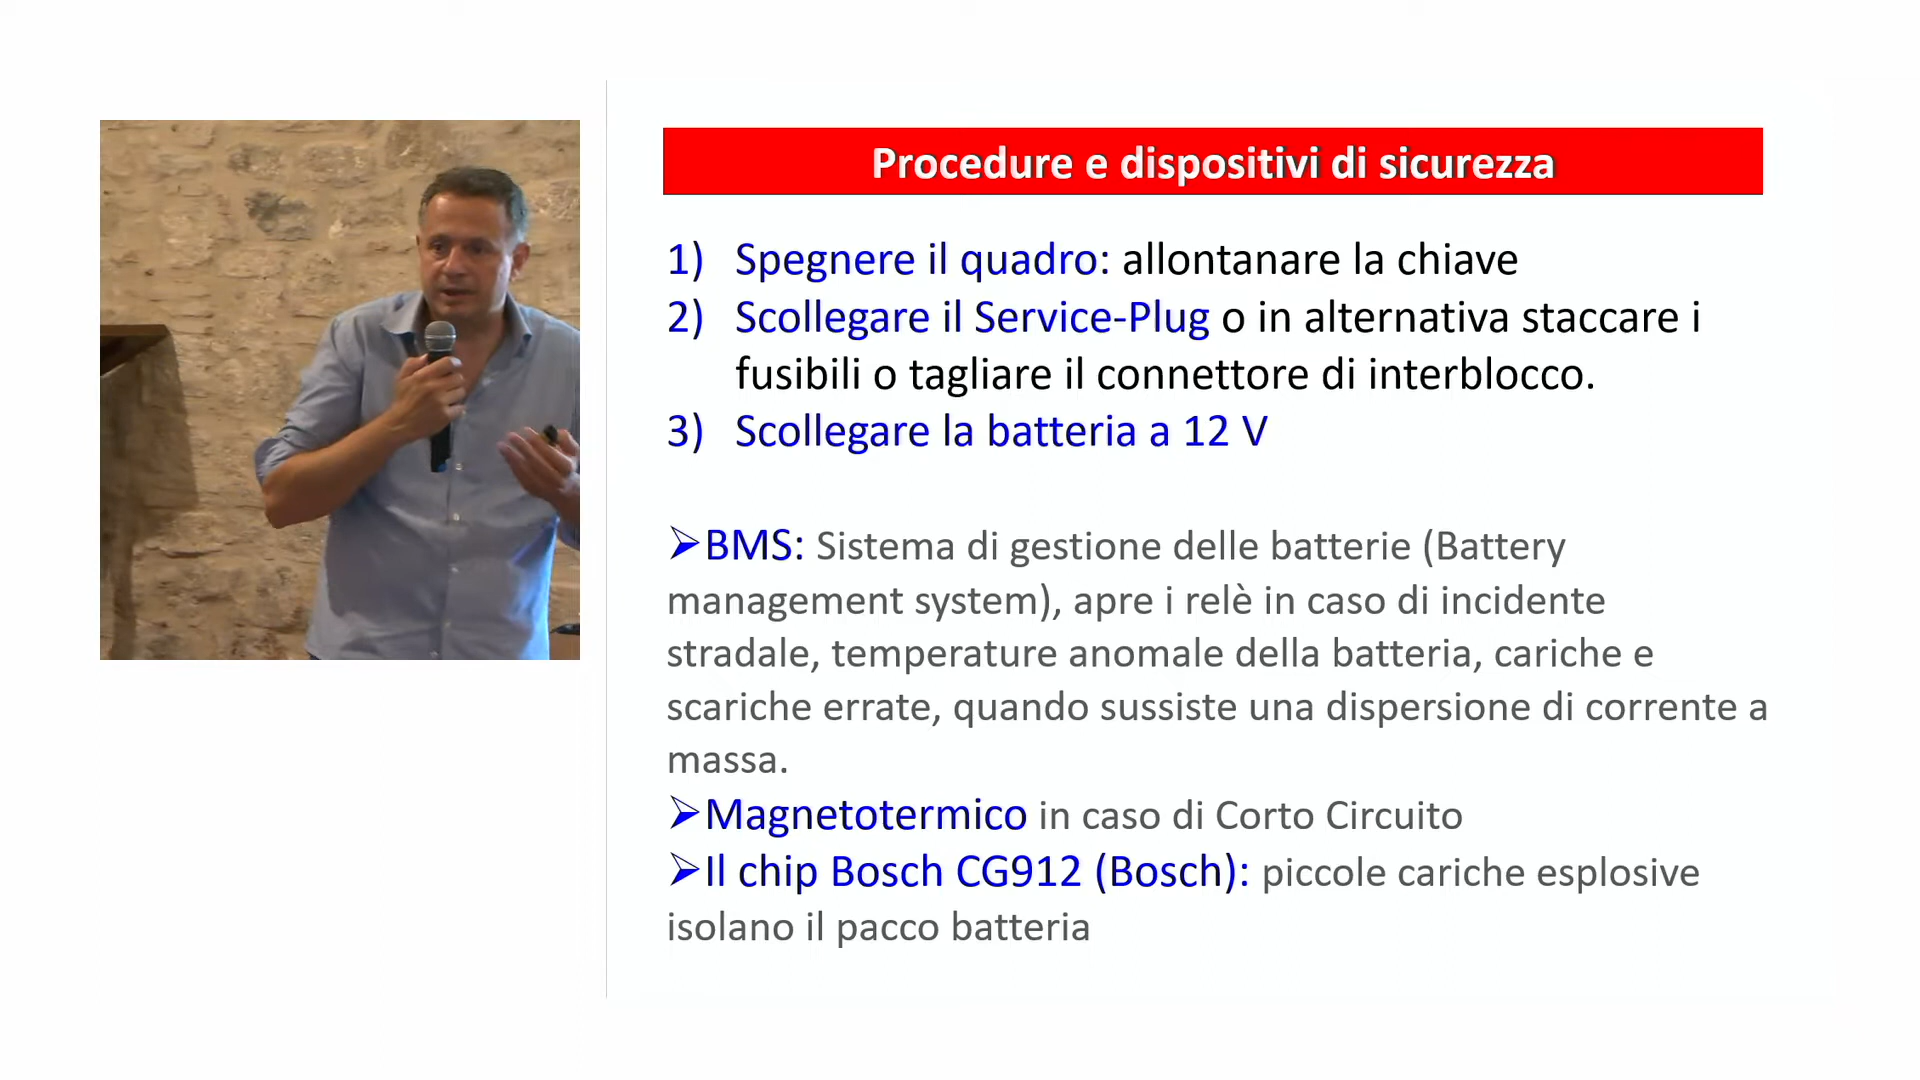 Procedure e dispositivi di sicurezza
1) Spegnere il quadro: allontanare la chiave
2) Scollegare il Service-Plug o in alternativa staccare i
fusibili o tagliare il connettore di interblocco.
3) Scollegare la batteria a 12 V
➢BMS: Sistema di gestione delle batterie (Battery
management system), apre i relè in caso di incidente
stradale, temperature anomale della batteria, cariche e
scariche errate, quando sussiste una dispersione di corrente a
massa.
➢Magnetotermico in caso di Corto Circuito
➢Il chip Bosch CG912 (Bosch): piccole cariche esplosive
isolano il pacco batteria